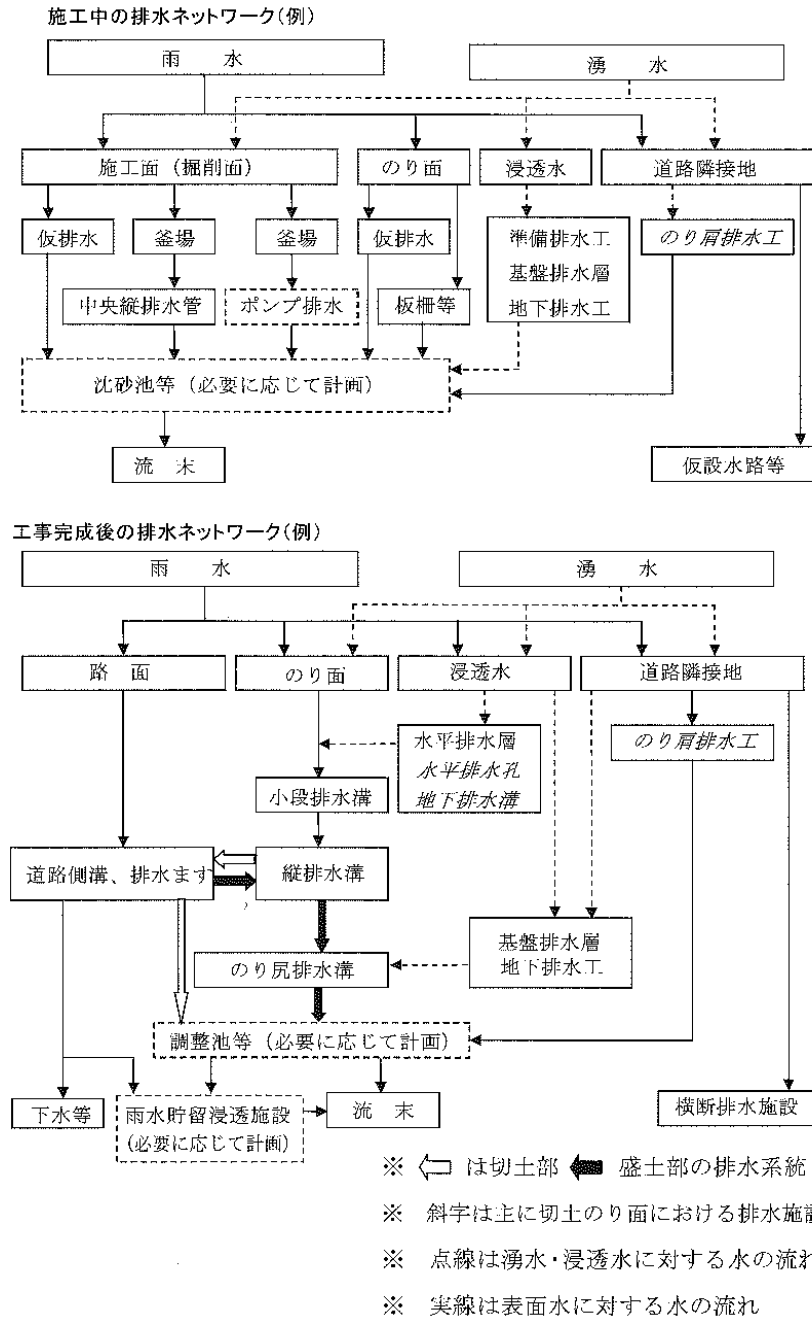 施工中の排水ネットワーク(例)
雨 水
湧 水
施工面(掘削面)
のり面
浸透水
道路隣接地
仮排水
釜場
釜場
仮排水
準備排水工
基盤排水層
地下排水工
のり肩排水工
中央縦排水管
ポンプ排水
板柵等
沈砂池等(必要に応じて計画)
流 末
仮設水路等
工事完成後の排水ネットワーク(例)
雨 水
湧 水
路 面
のり面
浸透水
道路隣接地
水平排水層
水平排水孔
地下排水溝
のり肩排水工
小段排水溝
道路側溝、排水ます
縦排水溝
基盤排水層
地下排水工
のり尻排水溝
調整池等(必要に応じて計画)
下水等
雨水貯留浸透施設
(必要に応じて計画)
流 末
横断排水施設
※ ⇦ は切土部 ⬅ 盛土部の排水系統
※ 斜字は主に切土のり面における排水施設
※ 点線は湧水・浸透水に対する水の流れ
※ 実線は表面水に対する水の流れ